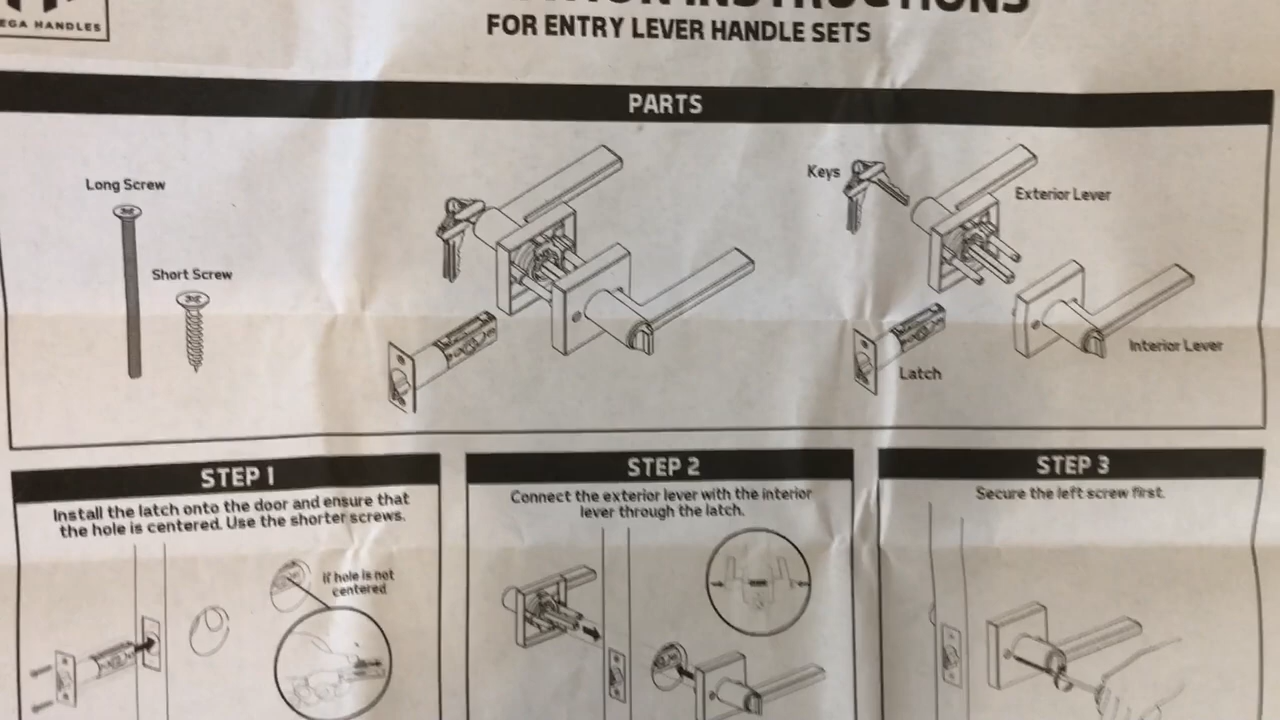 EGA HANDLES
INSTRUCTIONS
FOR ENTRY LEVER HANDLE SETS
PARTS
Long Screw
Short Screw
Keys
Exterior Lever
Interior Lever
Latch
STEP 1
Install the latch onto the door and ensure that
the hole is centered. Use the shorter screws.
If hole is not
centered
STEP 2
Connect the exterior lever with the interior
lever through the latch.
STEP 3
Secure the left screw first.